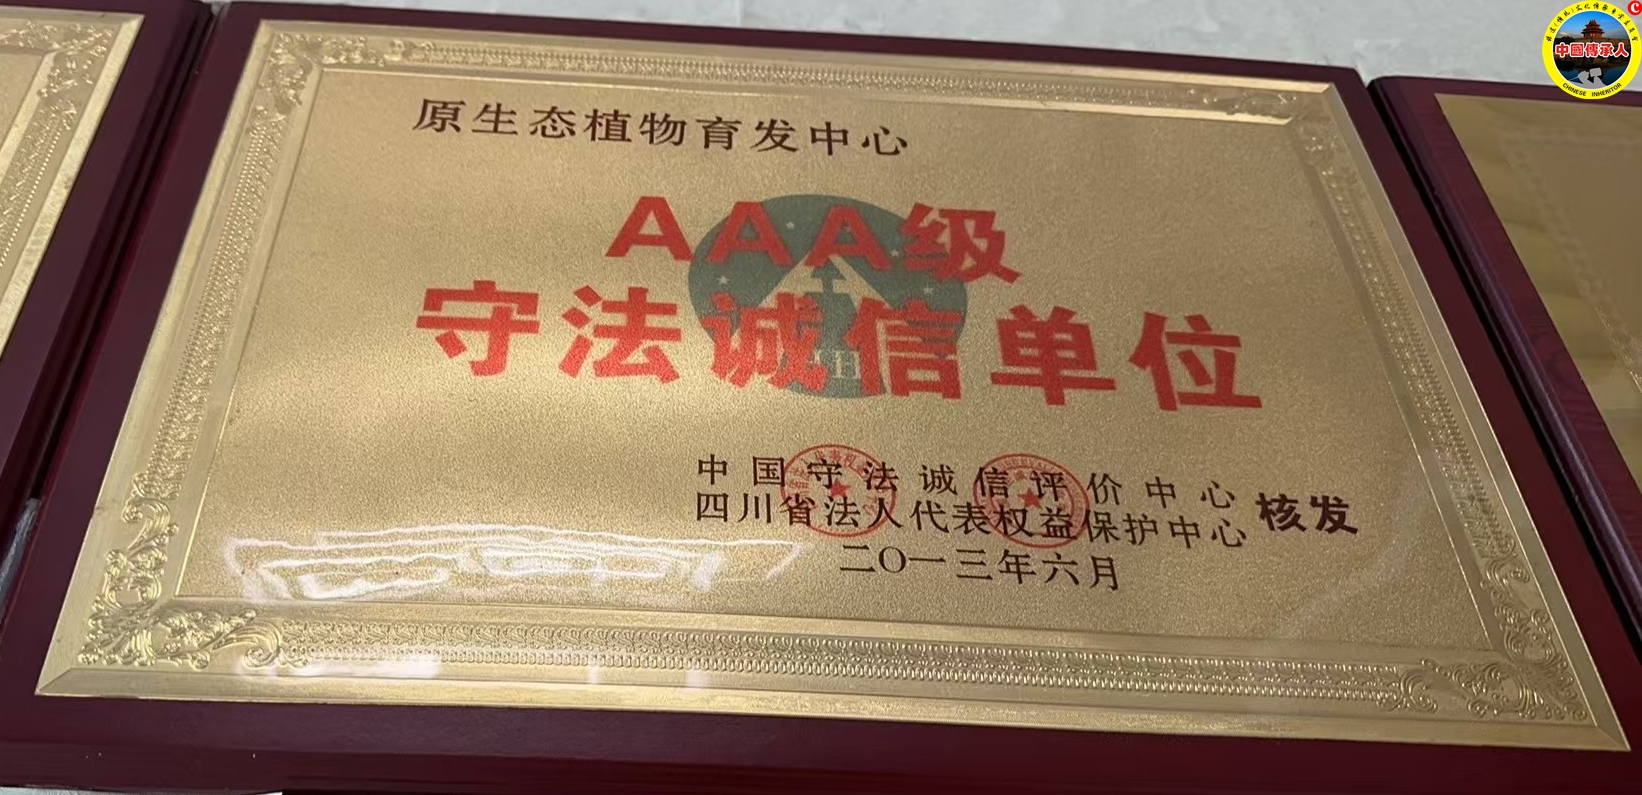 原生态植物育发中心
AAA级
守法诚信单位
中国守法诚信评价中心
四川省法人代表权益保护中心
核发
二〇一三年六月
中國傳承人
CHINESE INHERITOR